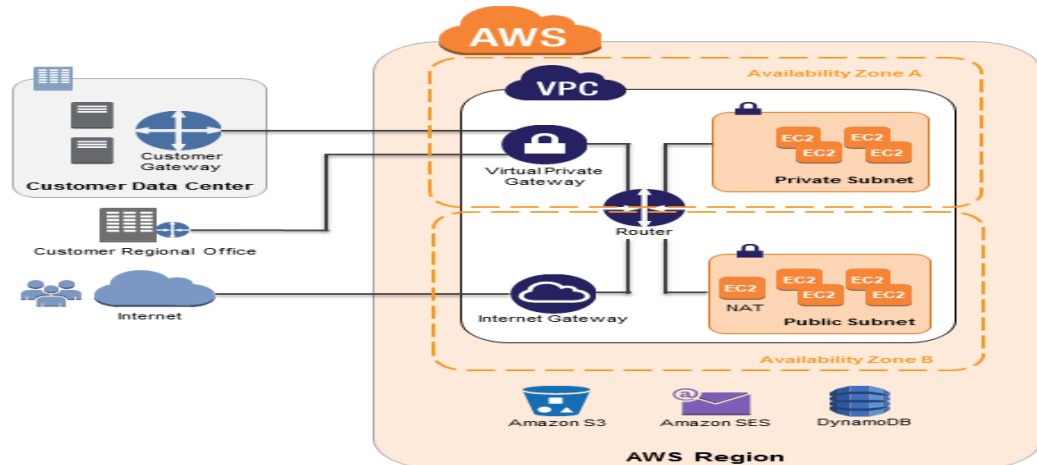 AWS
Availability Zone A
VPC
EC2
EC2
EC2
EC2
Private Subnet
Customer
Gateway
Customer Data Center
Virtual Private
Gateway
Router
Customer Regional Office
Internet
Internet Gateway
EC2
NAT
EC2
EC2
EC2
EC2
Public Subnet
Availability Zone B
@
Amazon S3
Amazon SES
DynamoDB
AWS Region